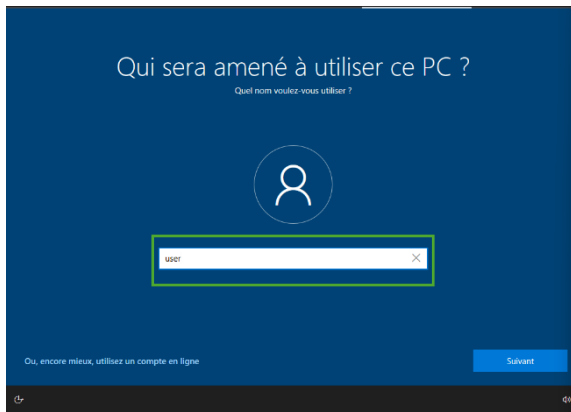 Qui sera amené à utiliser ce PC ?
Quel nom voulez-vous utiliser ?
user
Ou, encore mieux, utilisez un compte en ligne
Suivant